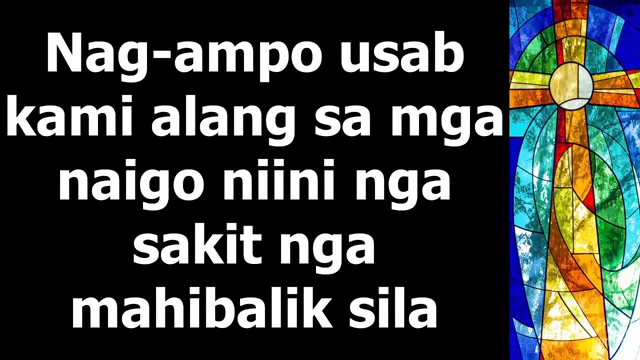 Nag-ampo usab
kami alang sa mga
naigo niini nga
sakit nga
mahibalik sila